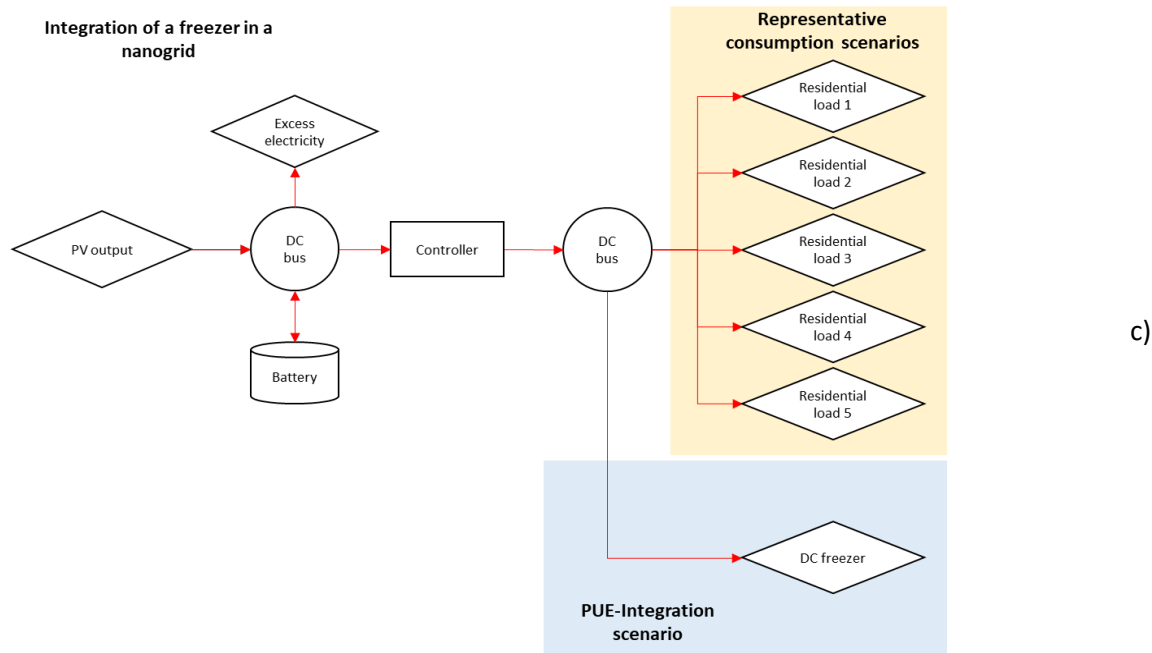 Integration of a freezer in a
nanogrid
Representative
consumption scenarios
Residential
load 1
Excess
electricity
Residential
load 2
PV output
DC
bus
Controller
DC
bus
Residential
load 3
Residential
load 4
c)
Battery
Residential
load 5
DC freezer
PUE-Integration
scenario